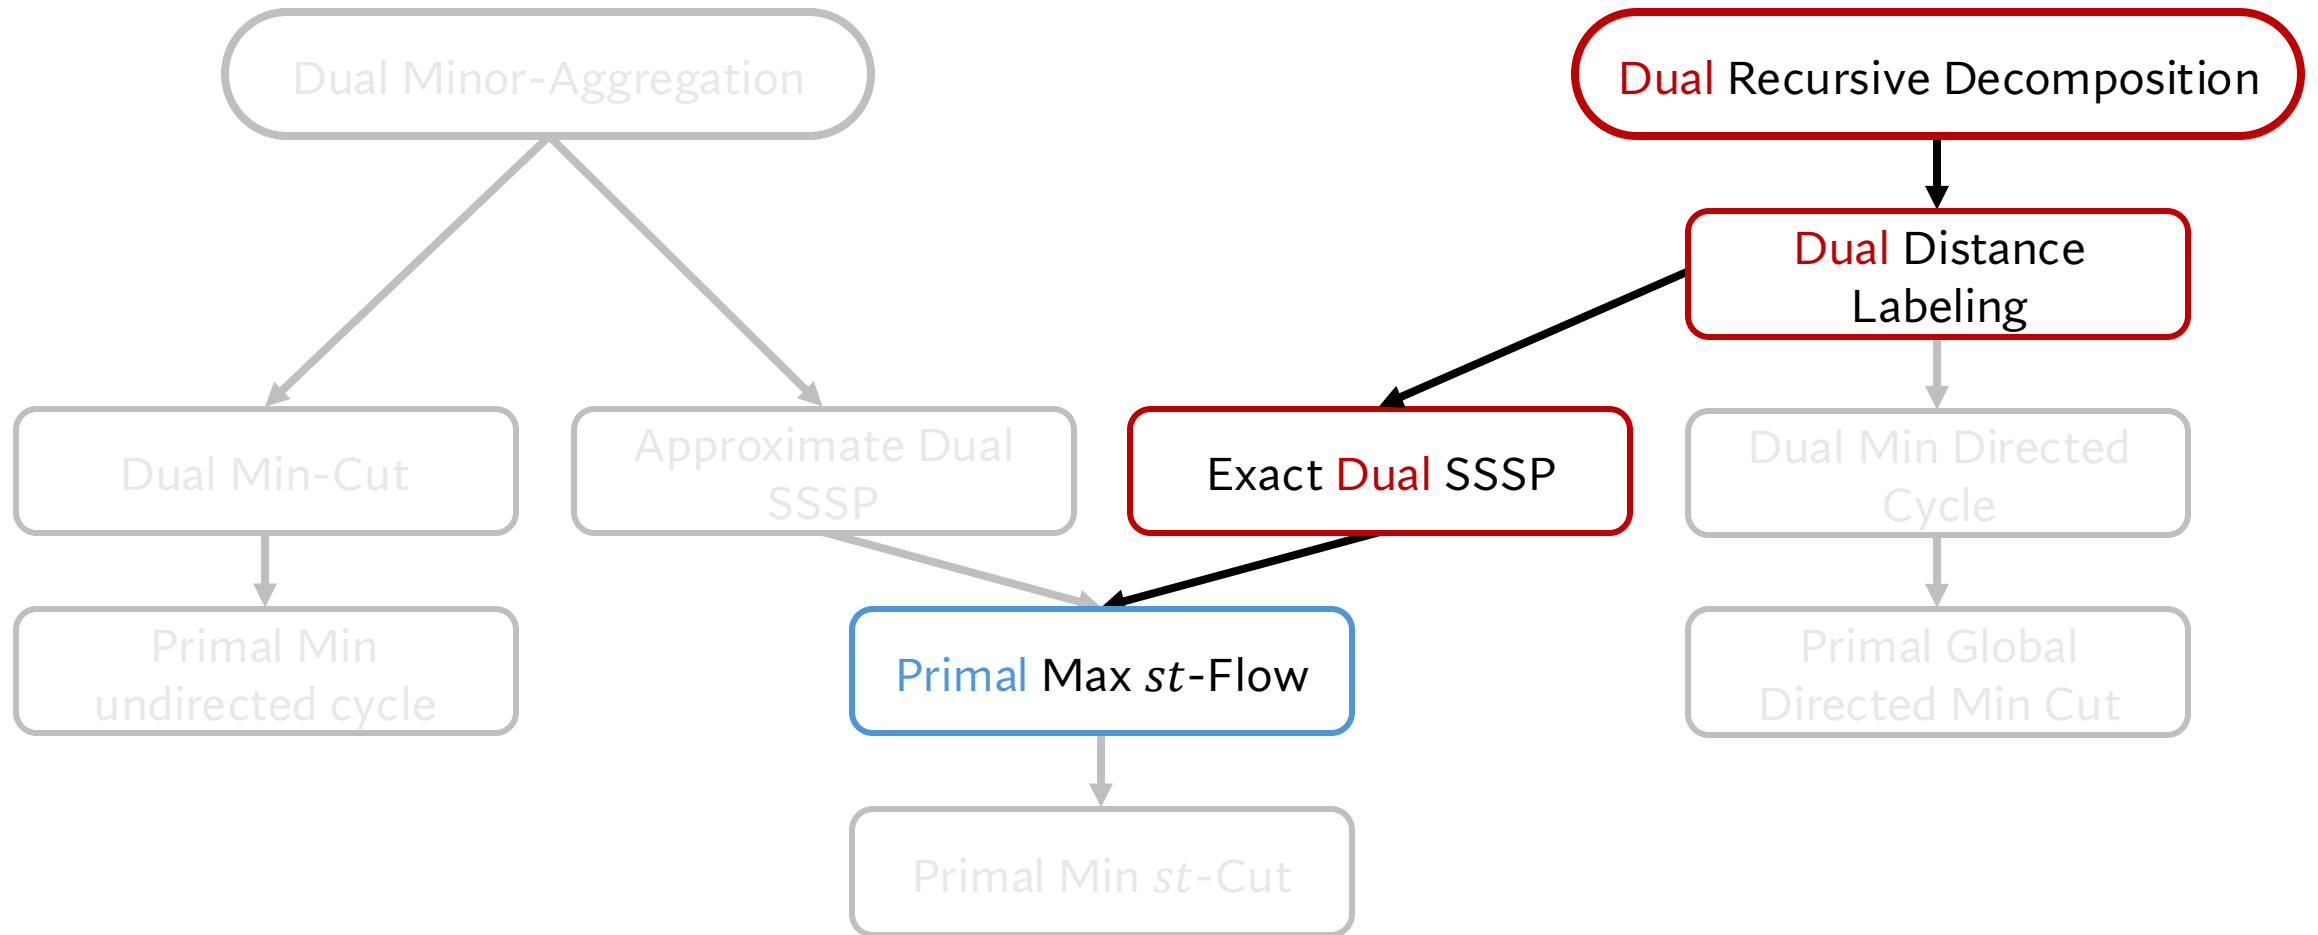 Dual Minor-Aggregation
Dual Recursive Decomposition
Dual Distance
Labeling
Dual Min-Cut
Approximate Dual
SSSP
Exact Dual SSSP
Dual Min Directed
Cycle
Primal Min
undirected cycle
Primal Max st-Flow
Primal Global
Directed Min Cut
Primal Min st-Cut